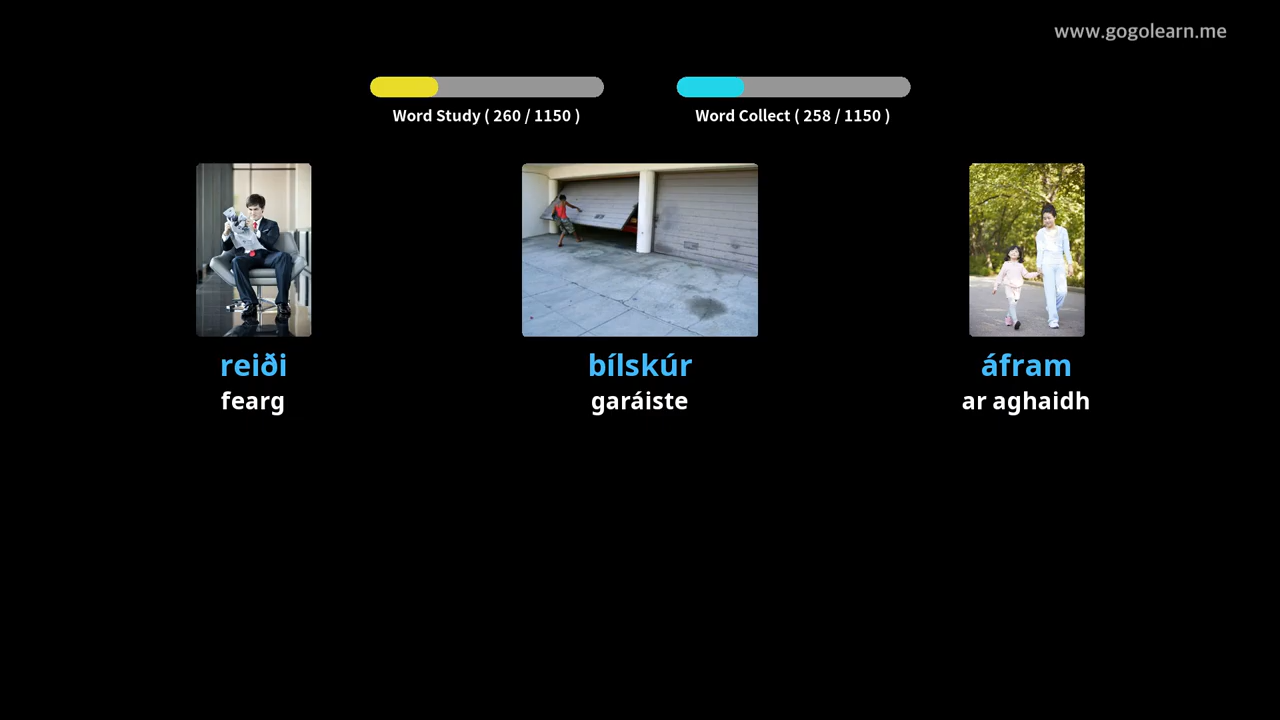 www.gogolearn.me
Word Study ( 260 / 1150 )
Word Collect ( 258 / 1150 )
reiði
bílskúr
áfram
fearg
garáiste
ar aghaidh